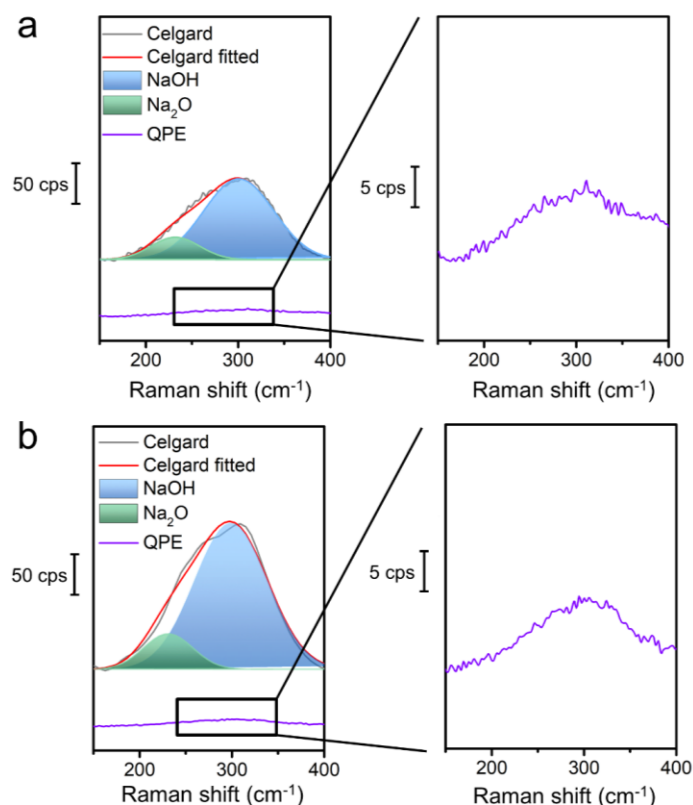 a
Celgard
Celgard fitted
NaOH
Na₂O
QPE
50 cps
5 cps
200 300 400
Raman shift (cm⁻¹)
200 300 400
Raman shift (cm⁻¹)
b
Celgard
Celgard fitted
NaOH
Na₂O
QPE
50 cps
5 cps
200 300 400
Raman shift (cm⁻¹)
200 300 400
Raman shift (cm⁻¹)